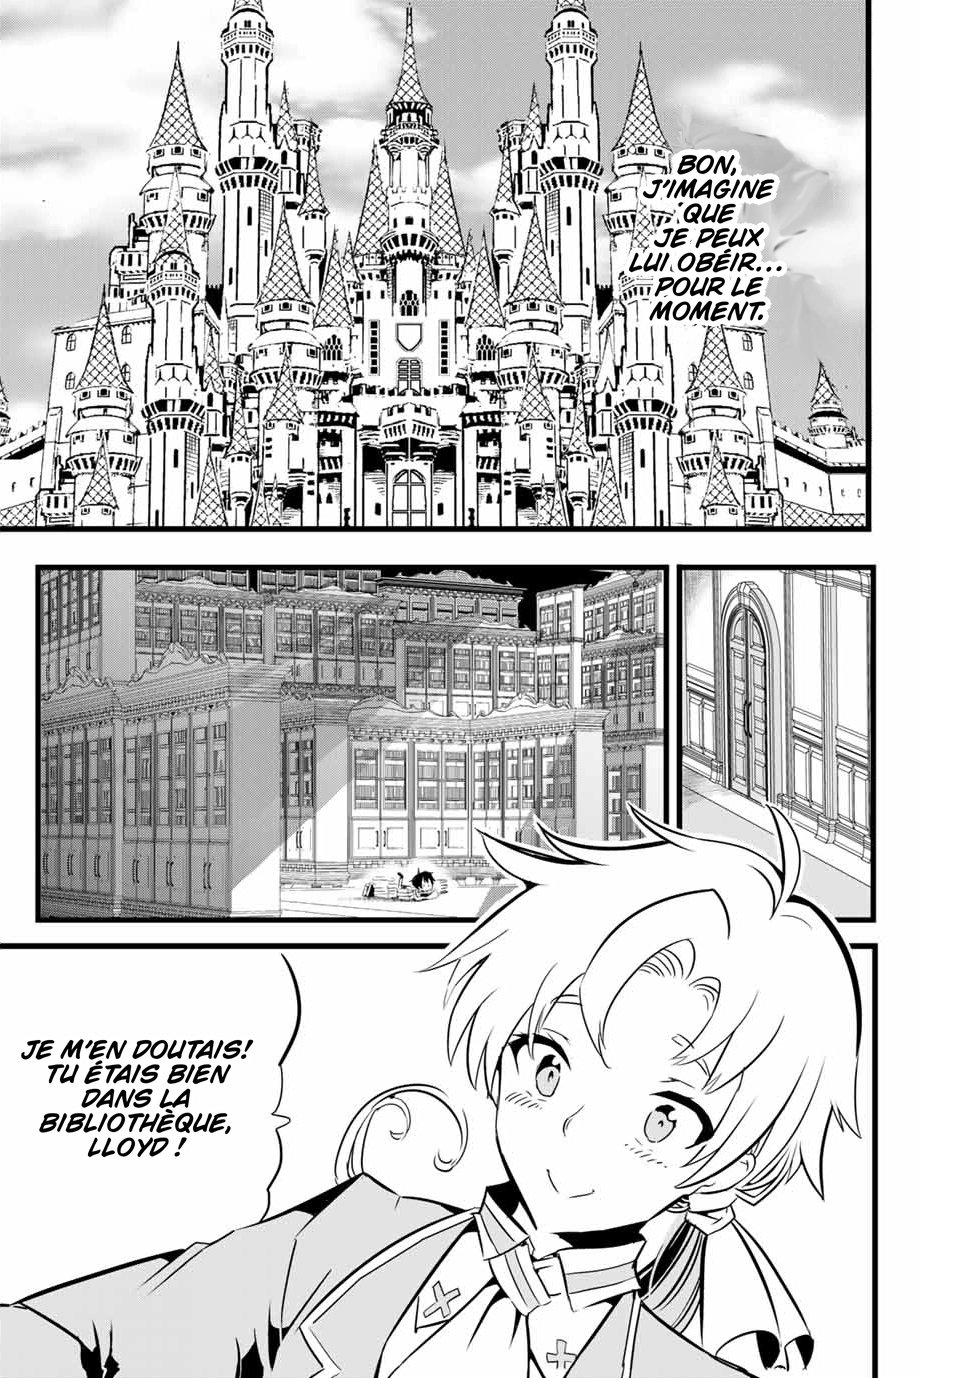 BON,
J'IMAGINE
QUE
JE PEUX
LUI OBÉIR...
POUR LE
MOMENT.
JE M'EN DOUTAIS!
TU ÉTAIS BIEN
DANS LA
BIBLIOTHÈQUE,
LLOYD !